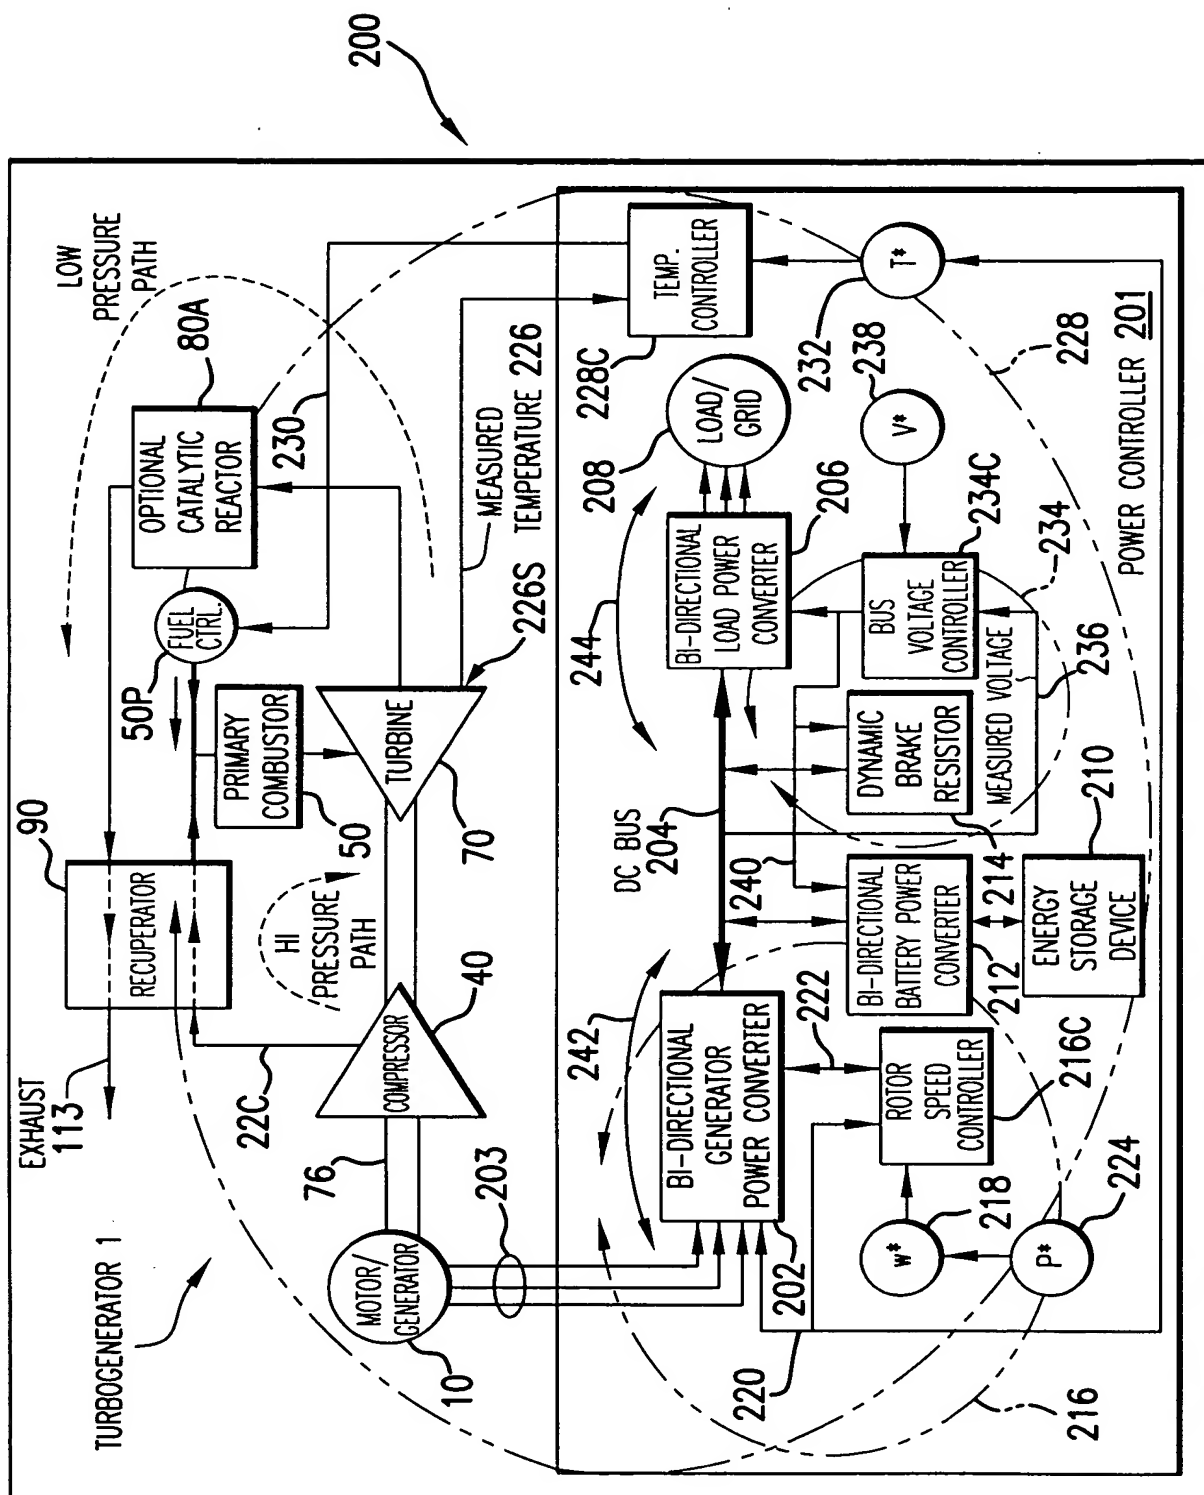 200
TURBOGENERATOR 1
EXHAUST
113
90
RECUPERATOR
50P
FUEL
CTRL.
OPTIONAL
CATALYTIC
REACTOR
80A
LOW
PRESSURE
PATH
22C
HI
PRESSURE
PATH
PRIMARY
COMBUSTOR
50
230
76
COMPRESSOR
40
TURBINE
70
226S
MEASURED
TEMPERATURE 226
MOTOR/
GENERATOR
10
203
242
DC BUS
204
244
208
LOAD/
GRID
228C
TEMP.
CONTROLLER
BI-DIRECTIONAL
GENERATOR
POWER CONVERTER
202
222
240
BI-DIRECTIONAL
LOAD POWER
CONVERTER
206
232
T*
238
V*
220
ROTOR
SPEED
CONTROLLER
216C
BI-DIRECTIONAL
BATTERY POWER
CONVERTER
212
214
DYNAMIC
BRAKE
RESISTOR
BUS
VOLTAGE
CONTROLLER
234C
234
MEASURED VOLTAGE
236
228
w*
218
P*
224
ENERGY
STORAGE
DEVICE
210
216
POWER CONTROLLER 201